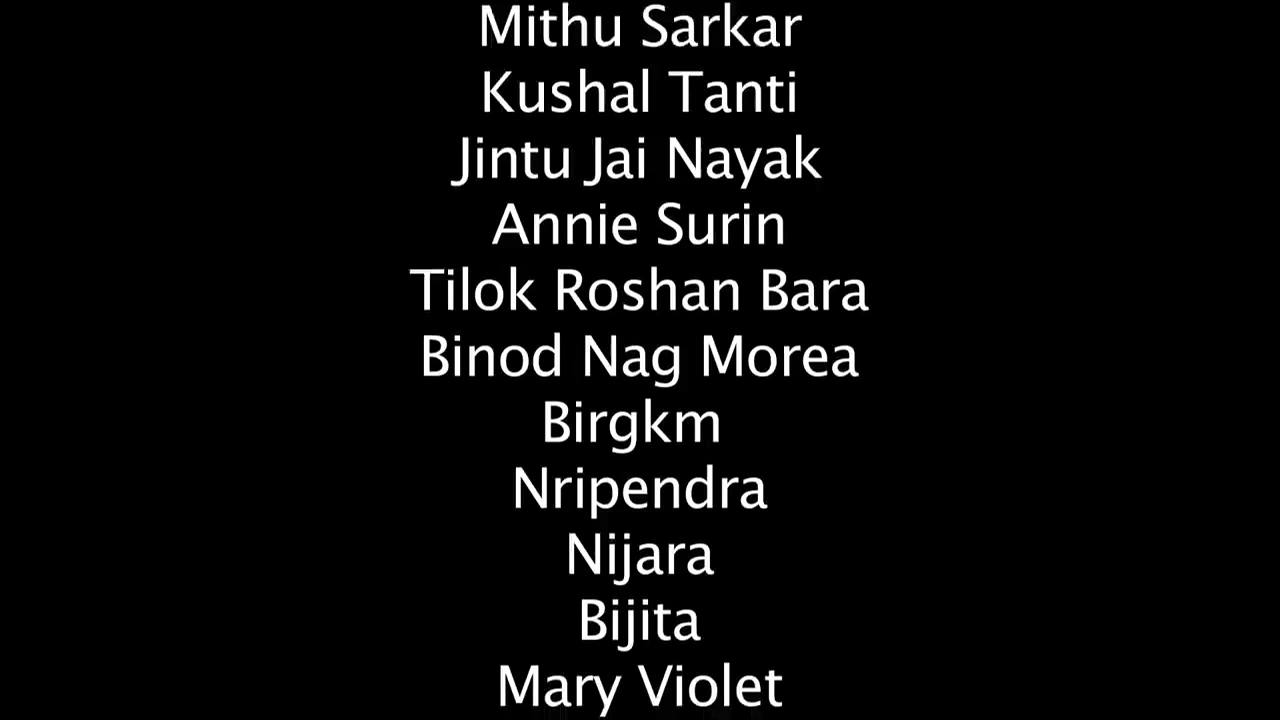 Mithu Sarkar
Kushal Tanti
Jintu Jai Nayak
Annie Surin
Tilok Roshan Bara
Binod Nag Morea
Birgkm
Nripendra
Nijara
Bijita
Mary Violet